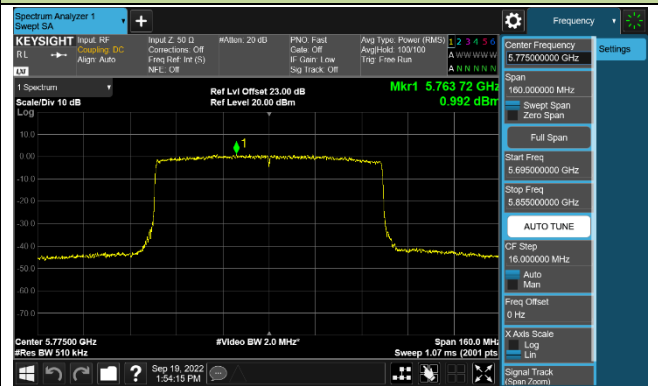 Spectrum Analyzer 1
Swept SA
Frequency
KEYSIGHT
RL
LXI
Input: RF
Coupling: DC
Align: Auto
Input Z: 50 Ω
Corrections: Off
Freq Ref: Int (S)
NFE: Off
#Atten: 20 dB
PNO: Fast
Gate: Off
IF Gain: Low
Sig Track: Off
Avg Type: Power (RMS)
Avg|Hold: 100/100
Trig: Free Run
1 2 3 4 5 6
A W W W W W
A N N N N N
1 Spectrum
Scale/Div 10 dB
Log
Ref Lvl Offset 23.00 dB
Ref Level 20.00 dBm
Mkr1 5.763 72 GHz
0.992 dBm
1
10.0
0.00
-10.0
-20.0
-30.0
-40.0
-50.0
-60.0
-70.0
Center 5.77500 GHz
#Res BW 510 kHz
#Video BW 2.0 MHz*
Span 160.0 MHz
Sweep 1.07 ms (2001 pts
Sep 19, 2022
1:54:15 PM
Center Frequency
5.775000000 GHz
Span
160.000000 MHz
Swept Span
Zero Span
Full Span
Start Freq
5.695000000 GHz
Stop Freq
5.855000000 GHz
AUTO TUNE
CF Step
16.000000 MHz
Auto
Man
Freq Offset
0 Hz
X Axis Scale
Log
Lin
Signal Track
(Span Zoom)
Settings